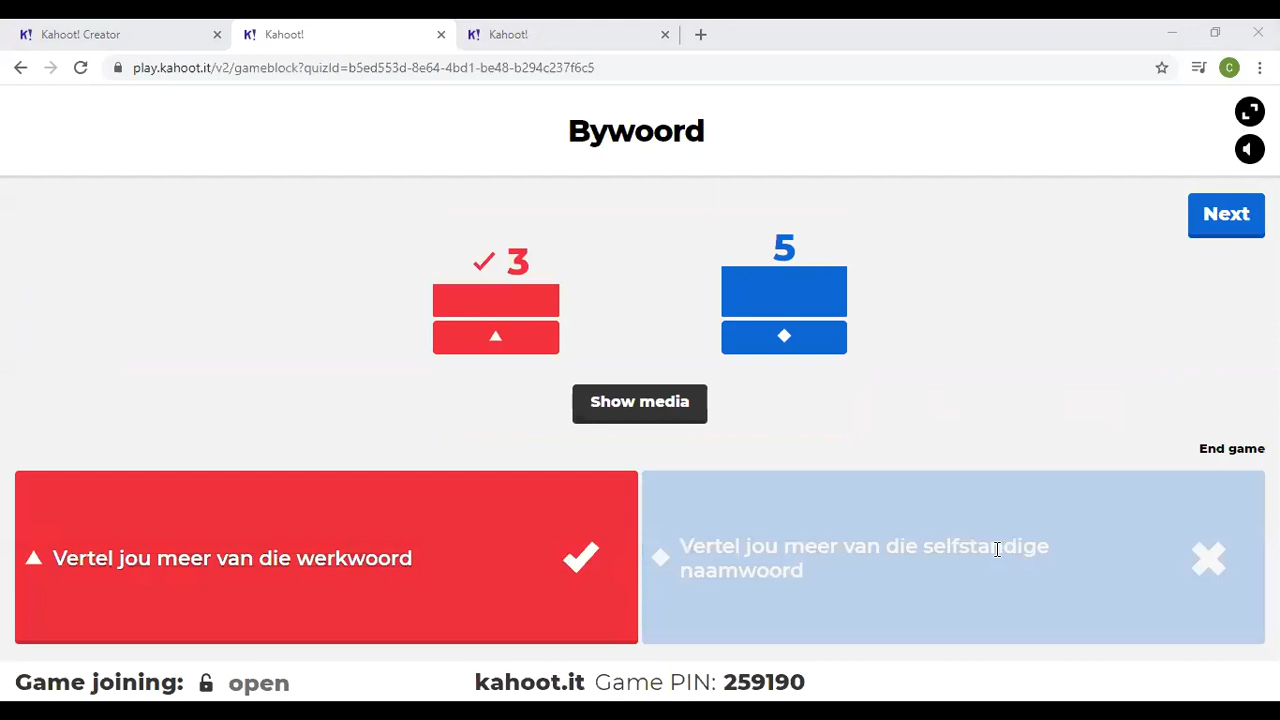 K! Kahoot! Creator
K! Kahoot!
K! Kahoot!
play.kahoot.it/v2/gameblock?quizId=b5ed553d-8e64-4bd1-be48-b294c237f6c5
C
Bywoord
Next
3
5
Show media
End game
Vertel jou meer van die werkwoord
Vertel jou meer van die selfstandige
naamwoord
Game joining: open
kahoot.it Game PIN: 259190